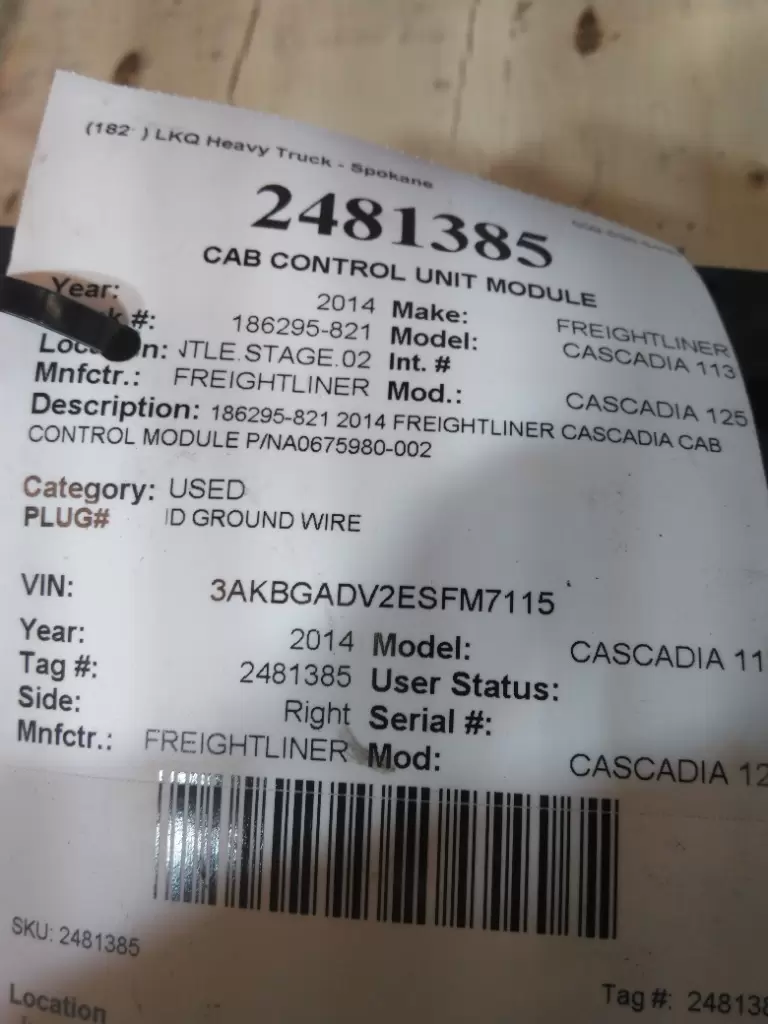 (182 ) LKQ Heavy Truck - Spokane
2481385
CAB CONTROL UNIT MODULE
Year: 2014 Make: FREIGHTLINER
k #: 186295-821 Model: CASCADIA 113
Loc n: NTLE.STAGE.02 Int. #
Mnfctr.: FREIGHTLINER Mod.: CASCADIA 125
Description: 186295-821 2014 FREIGHTLINER CASCADIA CAB
CONTROL MODULE P/NA0675980-002
Category: USED
PLUG# ID GROUND WIRE
VIN: 3AKBGADV2ESFM7115
Year: 2014 Model: CASCADIA 11
Tag #: 2481385 User Status:
Side: Right Serial #:
Mnfctr.: FREIGHTLINER Mod: CASCADIA 12
SKU: 2481385
Location Tag #: 248138